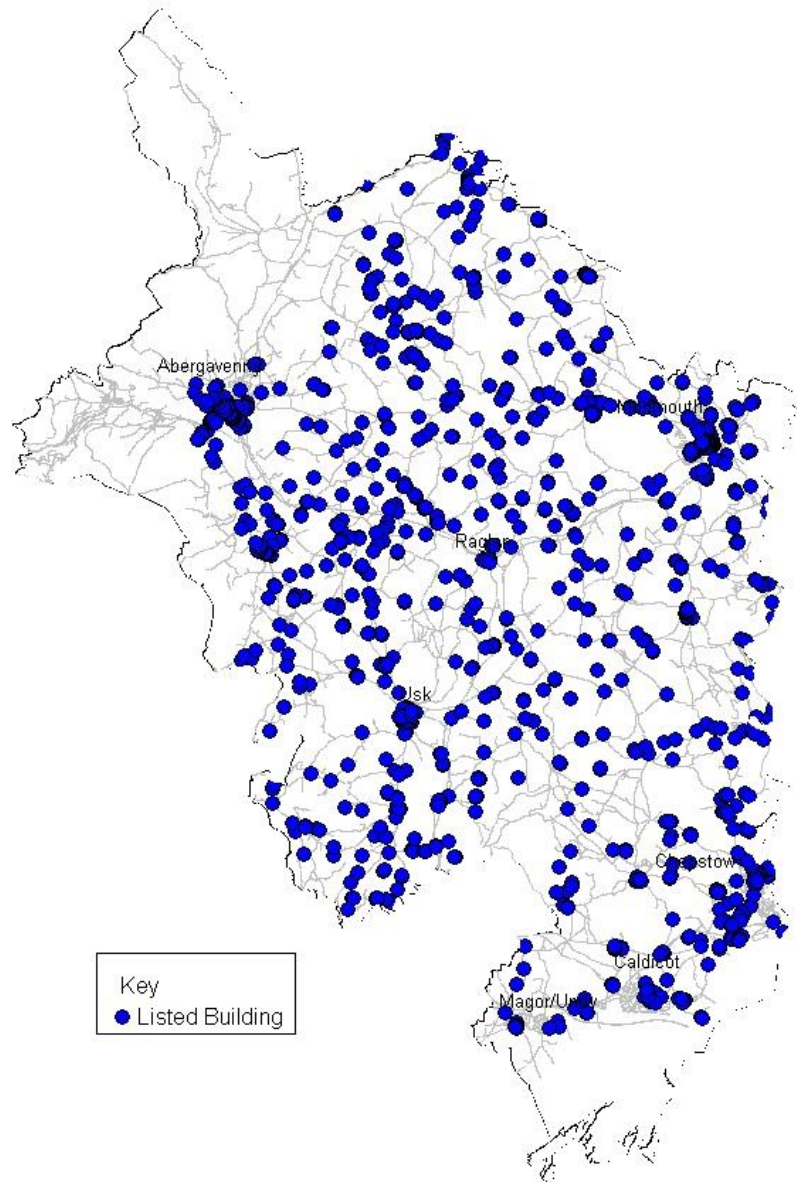 Abergavenny
Monmouth
Raglan
Usk
Chepstow
Caldicot
Magor/Undy
Key
Listed Building